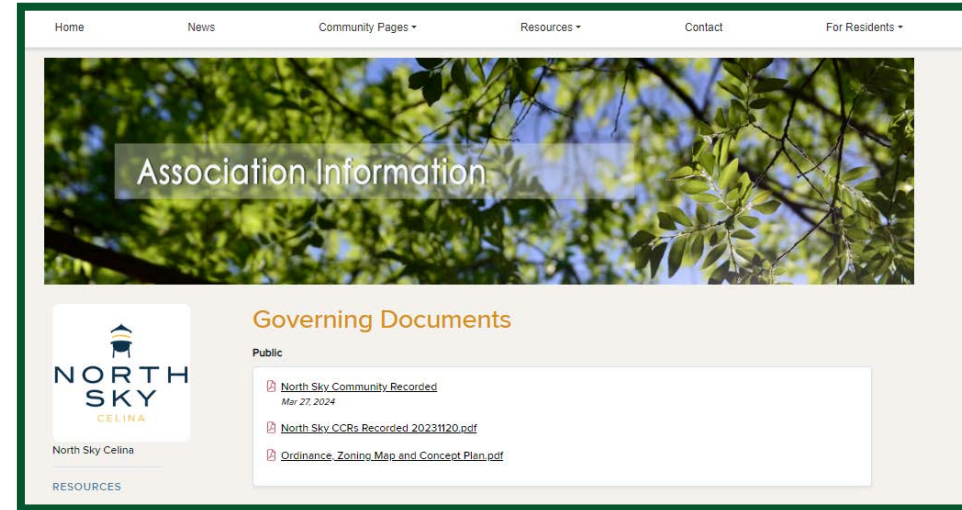 Home News Community Pages Resources Contact For Residents
Association Information
NORTH
SKY
CELINA
North Sky Celina
RESOURCES
Governing Documents
Public
North Sky Community Recorded
Mar 27, 2024
North Sky CCRs Recorded 20231120.pdf
Ordinance, Zoning Map and Concept Plan.pdf